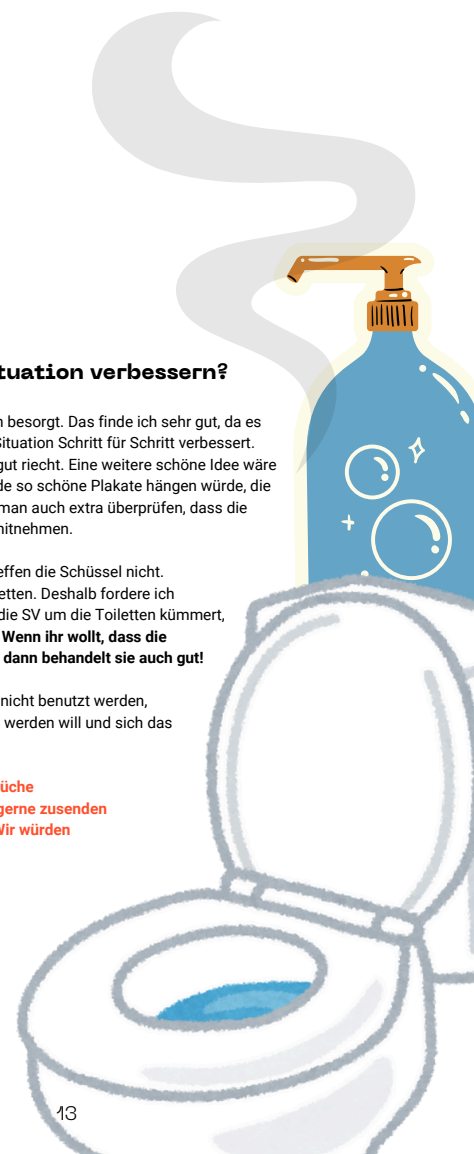 tuation verbessern?
n besorgt. Das finde ich sehr gut, da es
Situation Schritt für Schritt verbessert.
gut riecht. Eine weitere schöne Idee wäre
de so schöne Plakate hängen würde, die
man auch extra überprüfen, dass die
nitnehmen.
effen die Schüssel nicht.
etten. Deshalb fordere ich
die SV um die Toiletten kümmert,
Wenn ihr wollt, dass die
dann behandelt sie auch gut!
nicht benutzt werden,
werden will und sich das
üche
gerne zusenden
Wir würden
13